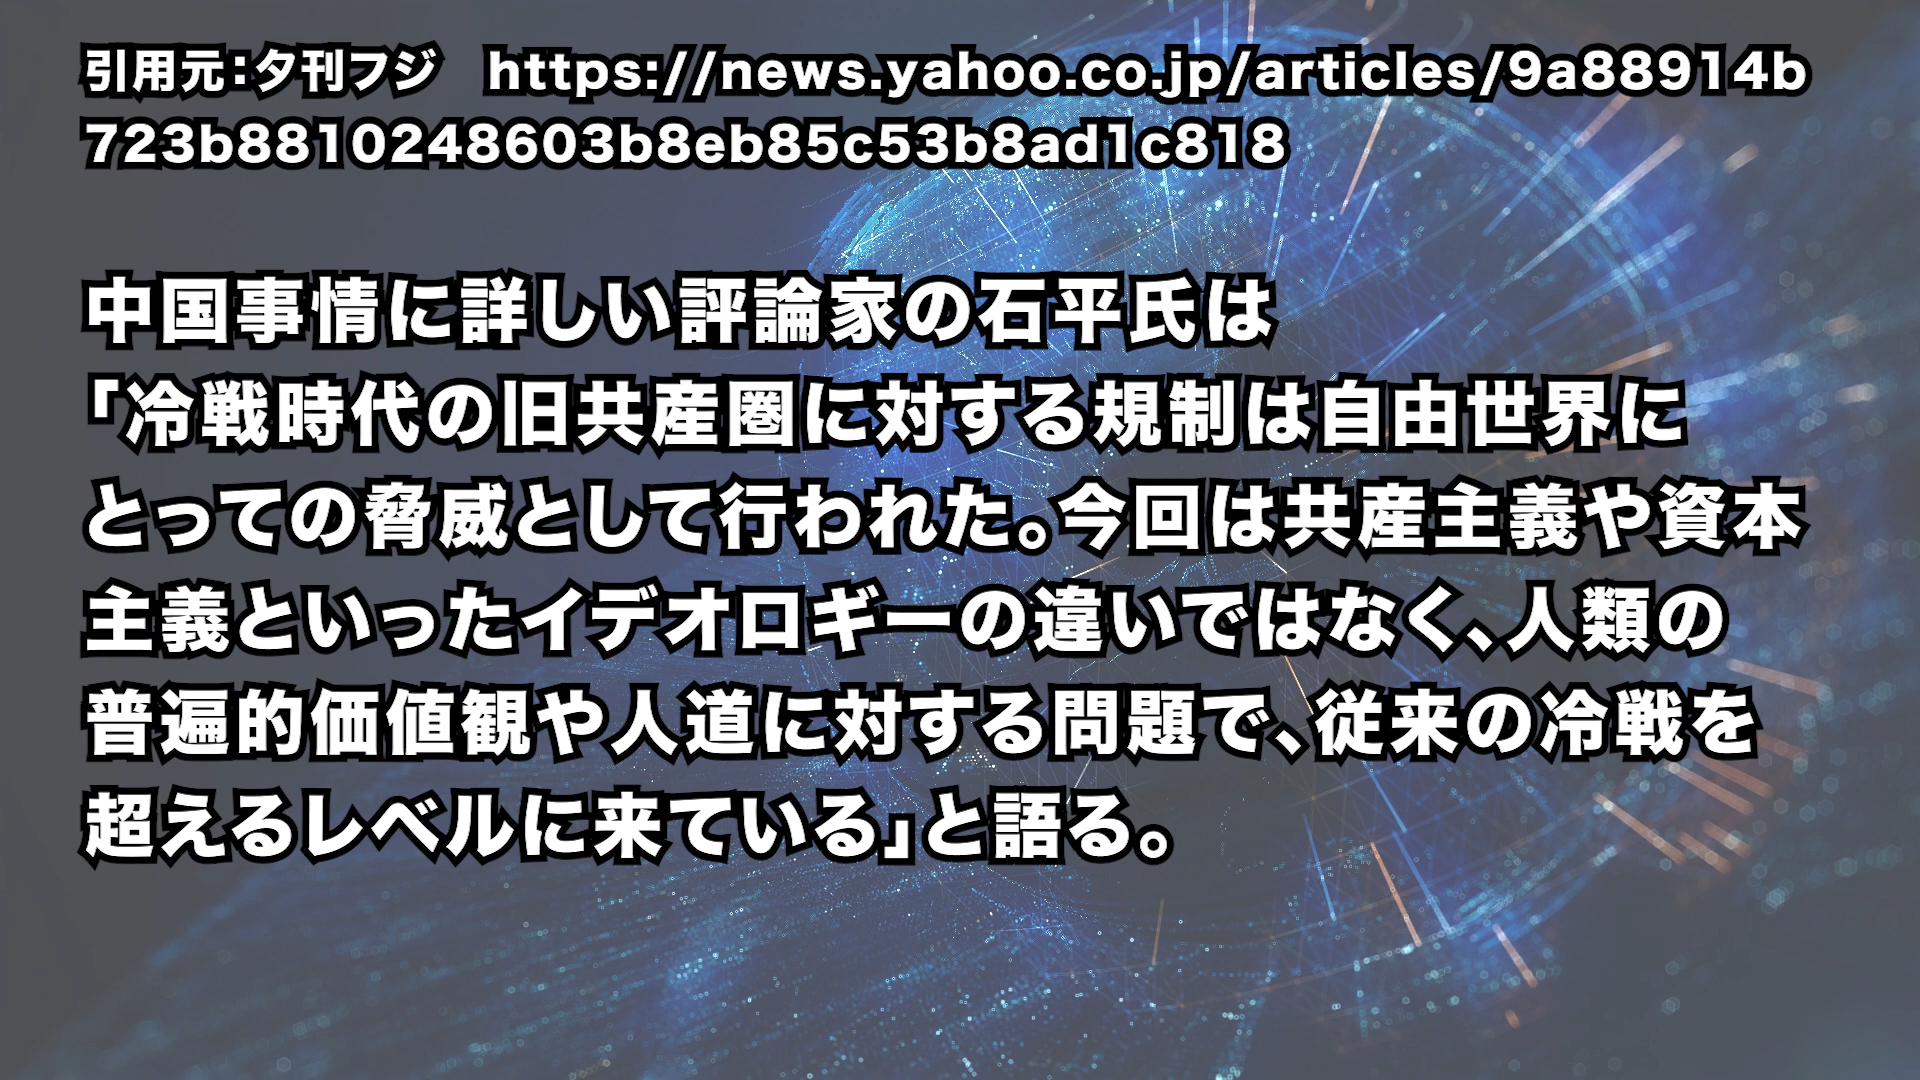 引用元：夕刊フジ　https://news.yahoo.co.jp/articles/9a88914b
723b8810248603b8eb85c53b8ad1c818
中国事情に詳しい評論家の石平氏は
「冷戦時代の旧共産圏に対する規制は自由世界に
とっての脅威として行われた。今回は共産主義や資本
主義といったイデオロギーの違いではなく、人類の
普遍的価値観や人道に対する問題で、従来の冷戦を
超えるレベルに来ている」と語る。